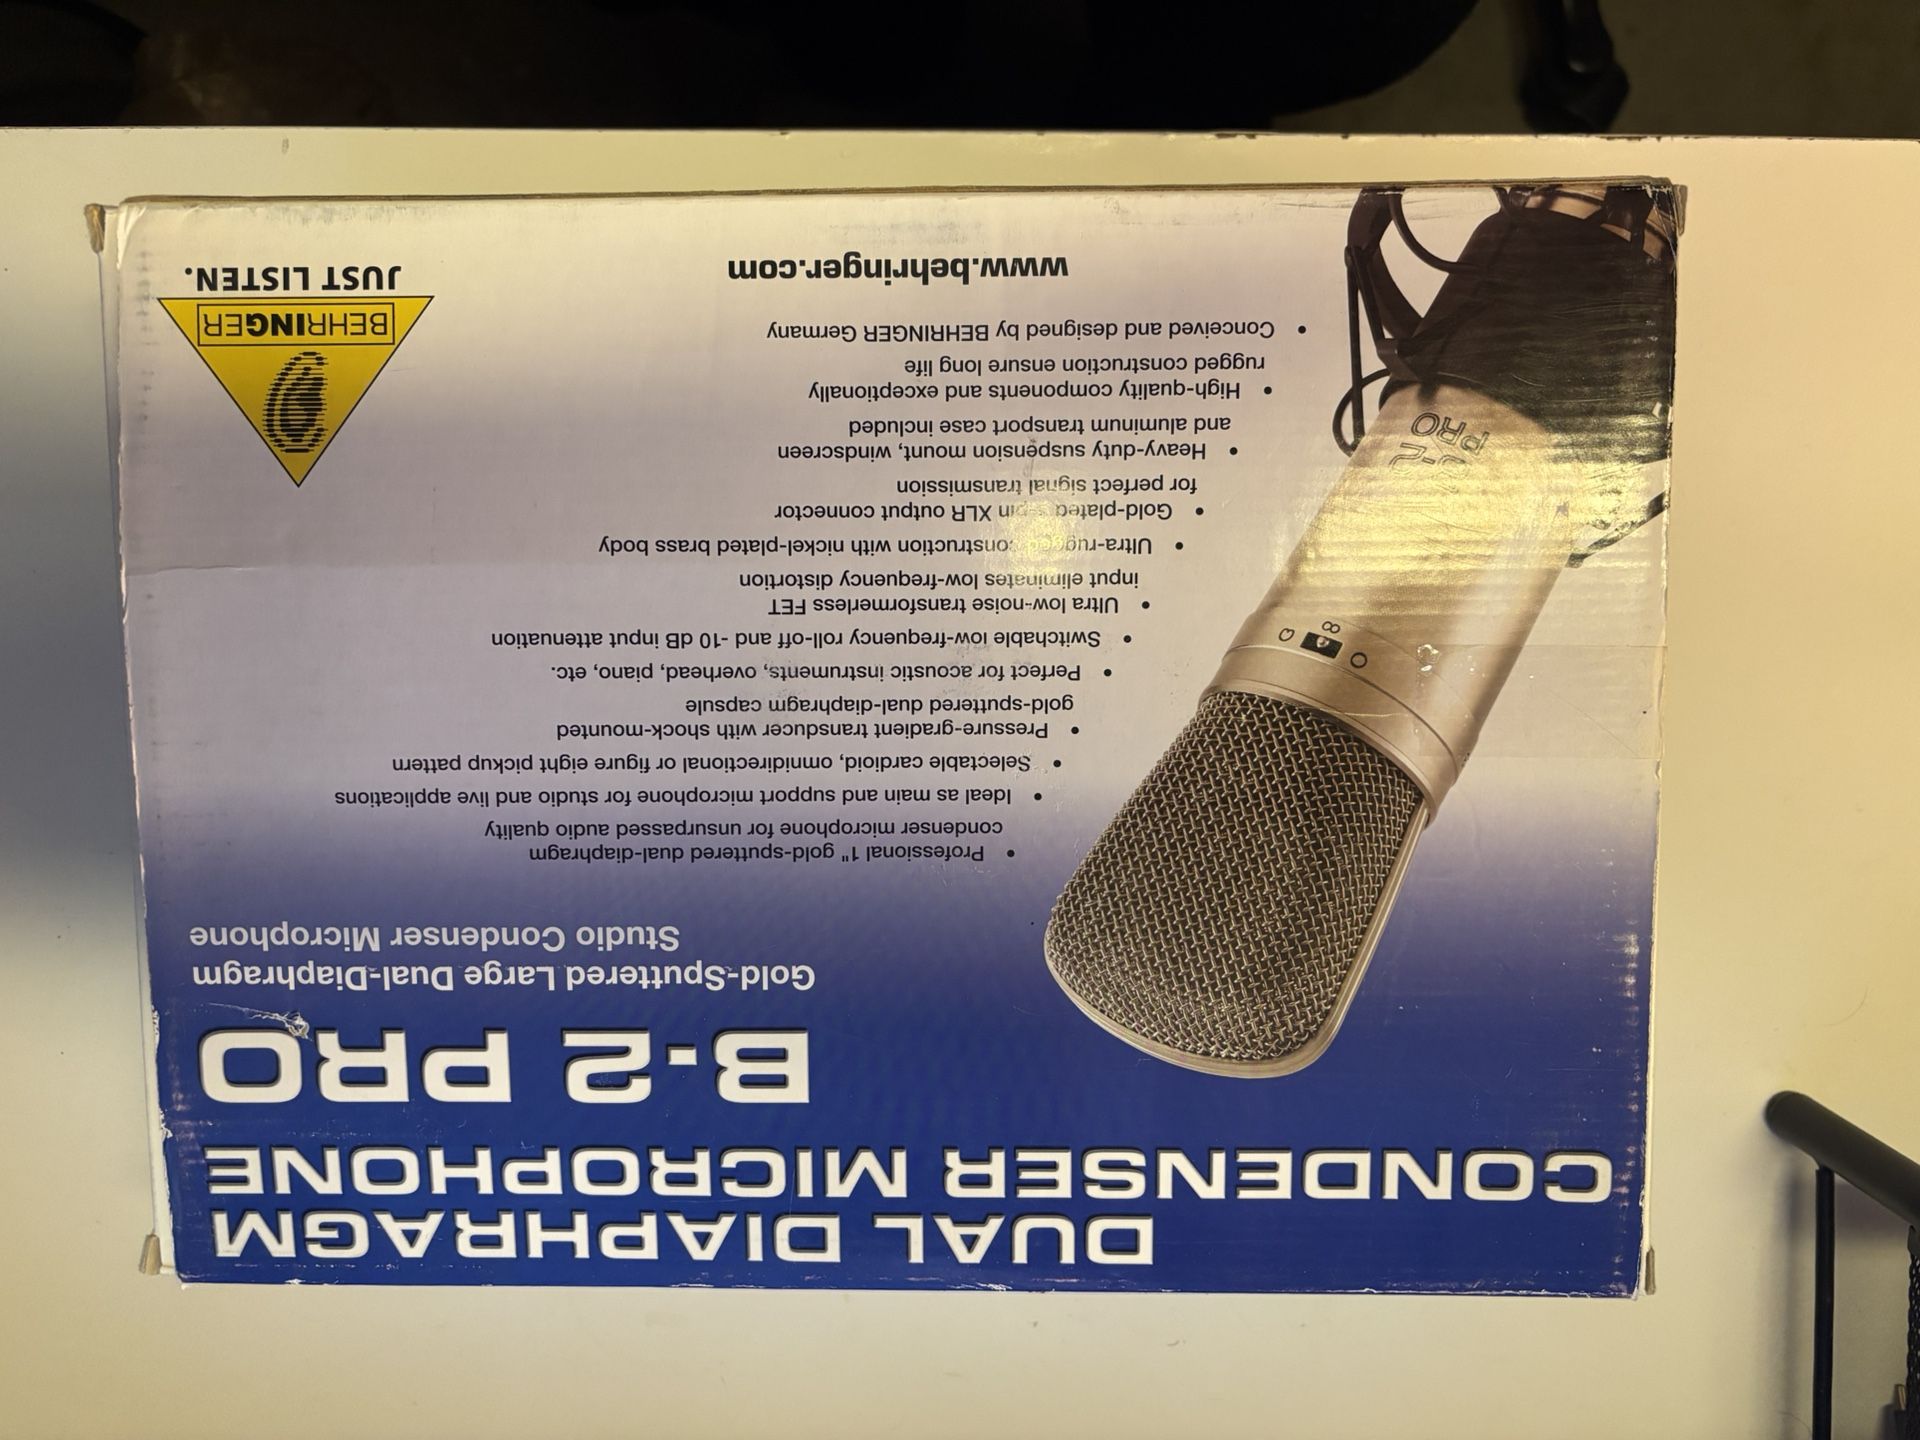 DUAL DIAPHRAGM
CONDENSER MICROPHONE
B-2 PRO
Gold-Sputtered Large Dual-Diaphragm
Studio Condenser Microphone
• Professional 1" gold-sputtered dual-diaphragm
condenser microphone for unsurpassed audio quality
• Ideal as main and support microphone for studio and live applications
• Selectable cardioid, omnidirectional or figure eight pickup pattern
• Pressure-gradient transducer with shock-mounted
gold-sputtered dual-diaphragm capsule
• Perfect for acoustic instruments, overhead, piano, etc.
• Switchable low-frequency roll-off and -10 dB input attenuation
• Ultra low-noise transformerless FET
input eliminates low-frequency distortion
• Ultra-rugged construction with nickel-plated brass body
• Gold-plated 3-pin XLR output connector
for perfect signal transmission
• Heavy-duty suspension mount, windscreen
and aluminum transport case included
• High-quality components and exceptionally
rugged construction ensure long life
• Conceived and designed by BEHRINGER Germany
www.behringer.com
BEHRINGER
JUST LISTEN.
B-2
PRO